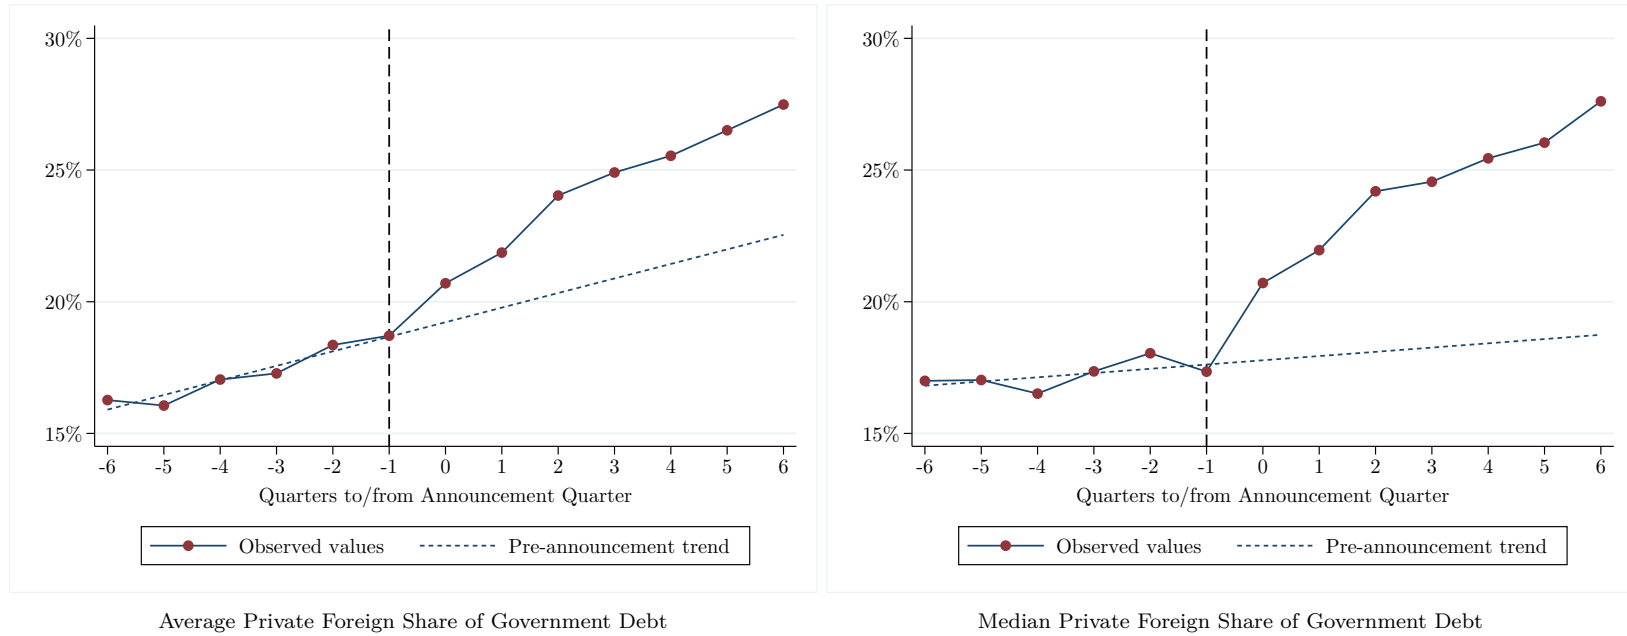 30%
25%
20%
15%
-6 -5 -4 -3 -2 -1 0 1 2 3 4 5 6
Quarters to/from Announcement Quarter
Observed values Pre-announcement trend
Average Private Foreign Share of Government Debt
30%
25%
20%
15%
-6 -5 -4 -3 -2 -1 0 1 2 3 4 5 6
Quarters to/from Announcement Quarter
Observed values Pre-announcement trend
Median Private Foreign Share of Government Debt